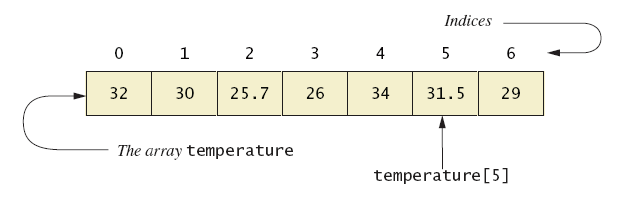 Indices
0 1 2 3 4 5 6
32 30 25.7 26 34 31.5 29
The array temperature
temperature[5]